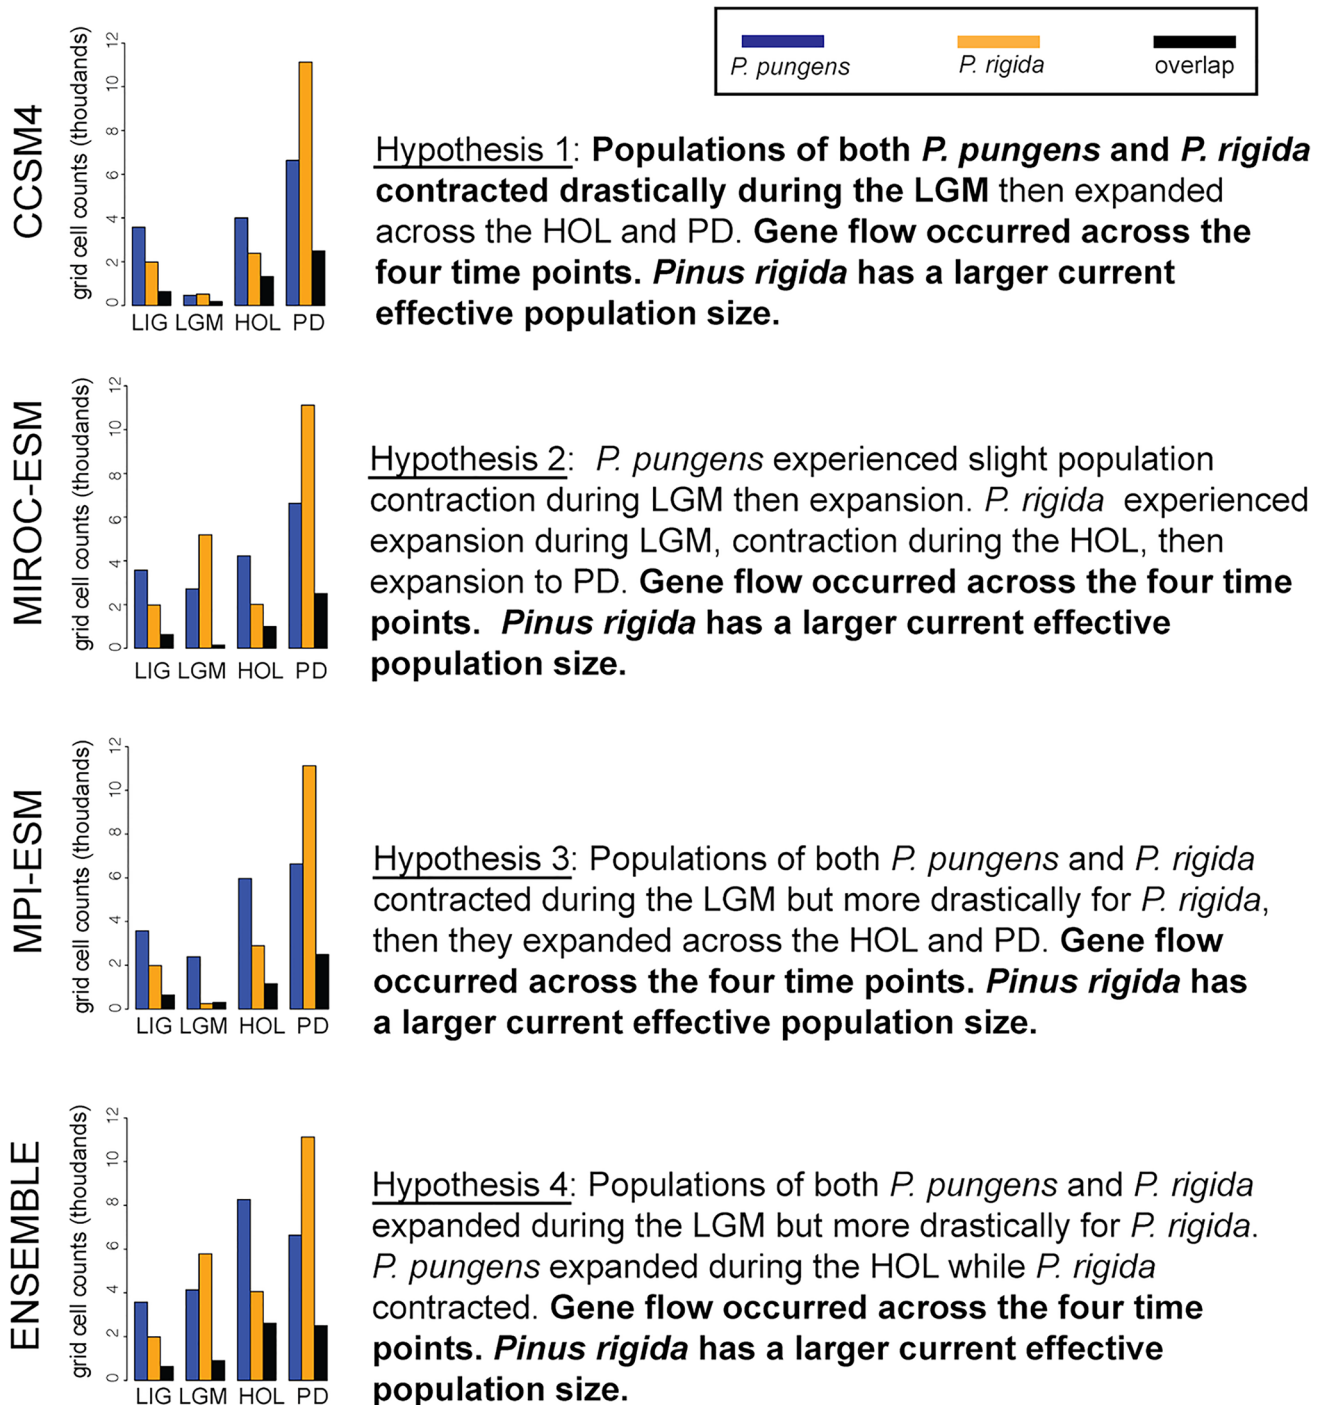 P. pungens P. rigida overlap
CCSM4
grid cell counts (thoudands)
0 2 4 6 8 10 12
LIG LGM HOL PD
Hypothesis 1: Populations of both P. pungens and P. rigida
contracted drastically during the LGM then expanded
across the HOL and PD. Gene flow occurred across the
four time points. Pinus rigida has a larger current
effective population size.
MIROC-ESM
grid cell counts (thoudands)
0 2 4 6 8 10 12
LIG LGM HOL PD
Hypothesis 2: P. pungens experienced slight population
contraction during LGM then expansion. P. rigida experienced
expansion during LGM, contraction during the HOL, then
expansion to PD. Gene flow occurred across the four time
points. Pinus rigida has a larger current effective
population size.
MPI-ESM
grid cell counts (thoudands)
0 2 4 6 8 10 12
LIG LGM HOL PD
Hypothesis 3: Populations of both P. pungens and P. rigida
contracted during the LGM but more drastically for P. rigida,
then they expanded across the HOL and PD. Gene flow
occurred across the four time points. Pinus rigida has
a larger current effective population size.
ENSEMBLE
grid cell counts (thoudands)
0 2 4 6 8 10 12
LIG LGM HOL PD
Hypothesis 4: Populations of both P. pungens and P. rigida
expanded during the LGM but more drastically for P. rigida.
P. pungens expanded during the HOL while P. rigida
contracted. Gene flow occurred across the four time
points. Pinus rigida has a larger current effective
population size.